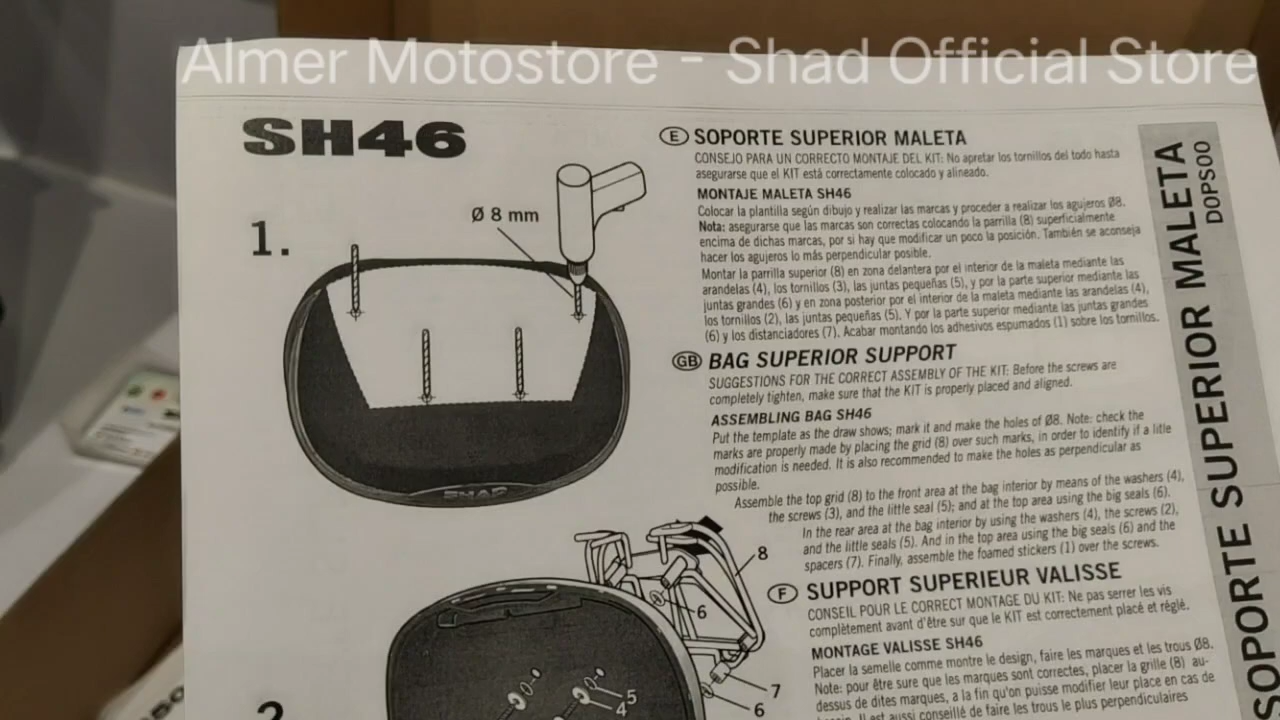 Almer Motostore - Shad Official Store
SH46
1.
Ø 8 mm
SHAD
8
6
7
6
5
4
2
E SOPORTE SUPERIOR MALETA
CONSEJO PARA UN CORRECTO MONTAJE DEL KIT: No apretar los tornillos del todo hasta
asegurarse que el KIT está correctamente colocado y alineado.
MONTAJE MALETA SH46
Colocar la plantilla según dibujo y realizar las marcas y proceder a realizar los agujeros Ø8.
Nota: asegurarse que las marcas son correctas colocando la parrilla (8) superficialmente
encima de dichas marcas, por si hay que modificar un poco la posición. También se aconseja
hacer los agujeros lo más perpendicular posible.
Montar la parrilla superior (8) en zona delantera por el interior de la maleta mediante las
arandelas (4), los tornillos (3), las juntas pequeñas (5), y por la parte superior mediante las
juntas grandes (6) y en zona posterior por el interior de la maleta mediante las arandelas (4),
los tornillos (2), las juntas pequeñas (5). Y por la parte superior mediante las juntas grandes
(6) y los distanciadores (7). Acabar montando los adhesivos espumados (1) sobre los tornillos.
GB BAG SUPERIOR SUPPORT
SUGGESTIONS FOR THE CORRECT ASSEMBLY OF THE KIT: Before the screws are
completely tighten, make sure that the KIT is properly placed and aligned.
ASSEMBLING BAG SH46
Put the template as the draw shows; mark it and make the holes of Ø8. Note: check the
marks are properly made by placing the grid (8) over such marks, in order to identify if a litlle
modification is needed. It is also recommended to make the holes as perpendicular as
possible.
Assemble the top grid (8) to the front area at the bag interior by means of the washers (4),
the screws (3), and the little seal (5); and at the top area using the big seals (6).
In the rear area at the bag interior by using the washers (4), the screws (2),
and the little seals (5). And in the top area using the big seals (6) and the
spacers (7). Finally, assemble the foamed stickers (1) over the screws.
F SUPPORT SUPERIEUR VALISSE
CONSEIL POUR LE CORRECT MONTAGE DU KIT: Ne pas serrer les vis
complètement avant d'être sur que le KIT est correctement placé et règlé.
MONTAGE VALISSE SH46
Placer la semelle comme montre le design, faire les marques et les trous Ø8.
Note: pour être sure que les marques sont correctes, placer la grille (8) au-
dessus de dites marques, a la fin qu'on puisse modifier leur place en cas de
besoin. Il est aussi conseillé de faire les trous le plus perpendiculaires
SOPORTE SUPERIOR MALETA
D0PS00